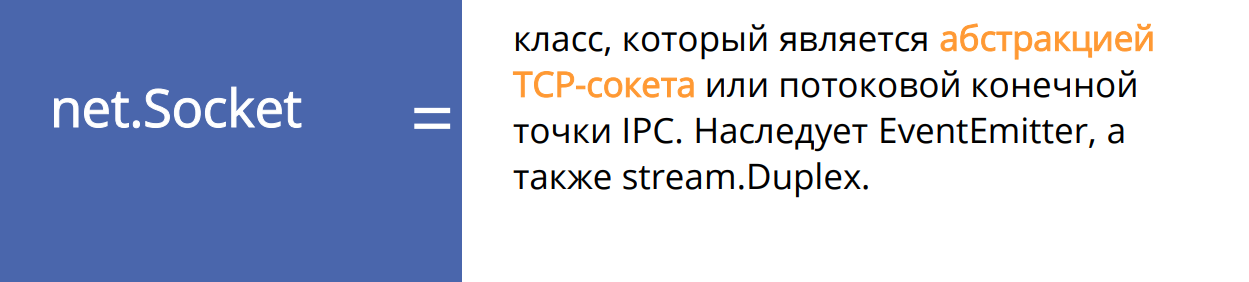 net.Socket =
класс, который является абстракцией
TCP-сокета или потоковой конечной
точки IPC. Наследует EventEmitter, а
также stream.Duplex.